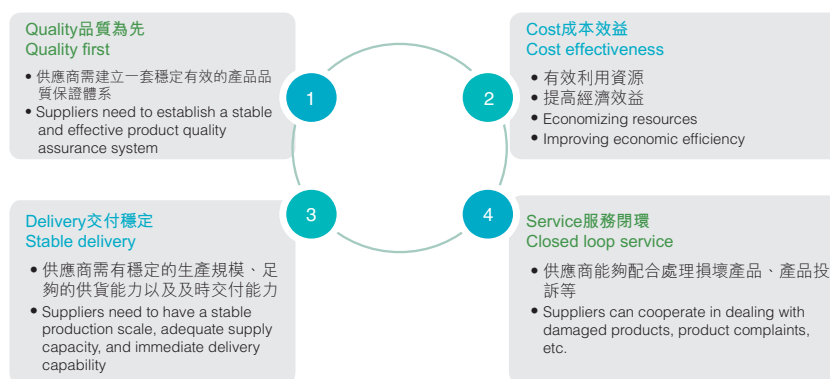 Quality品質為先
Quality first
• 供應商需建立一套穩定有效的產品品
質保證體系
• Suppliers need to establish a stable
and effective product quality
assurance system
1
Cost成本效益
Cost effectiveness
• 有效利用資源
• 提高經濟效益
• Economizing resources
• Improving economic efficiency
2
Delivery交付穩定
Stable delivery
• 供應商需有穩定的生產規模、足
夠的供貨能力以及及時交付能力
• Suppliers need to have a stable
production scale, adequate supply
capacity, and immediate delivery
capability
3
Service服務閉環
Closed loop service
• 供應商能夠配合處理損壞產品、產品投
訴等
• Suppliers can cooperate in dealing with
damaged products, product complaints,
etc.
4